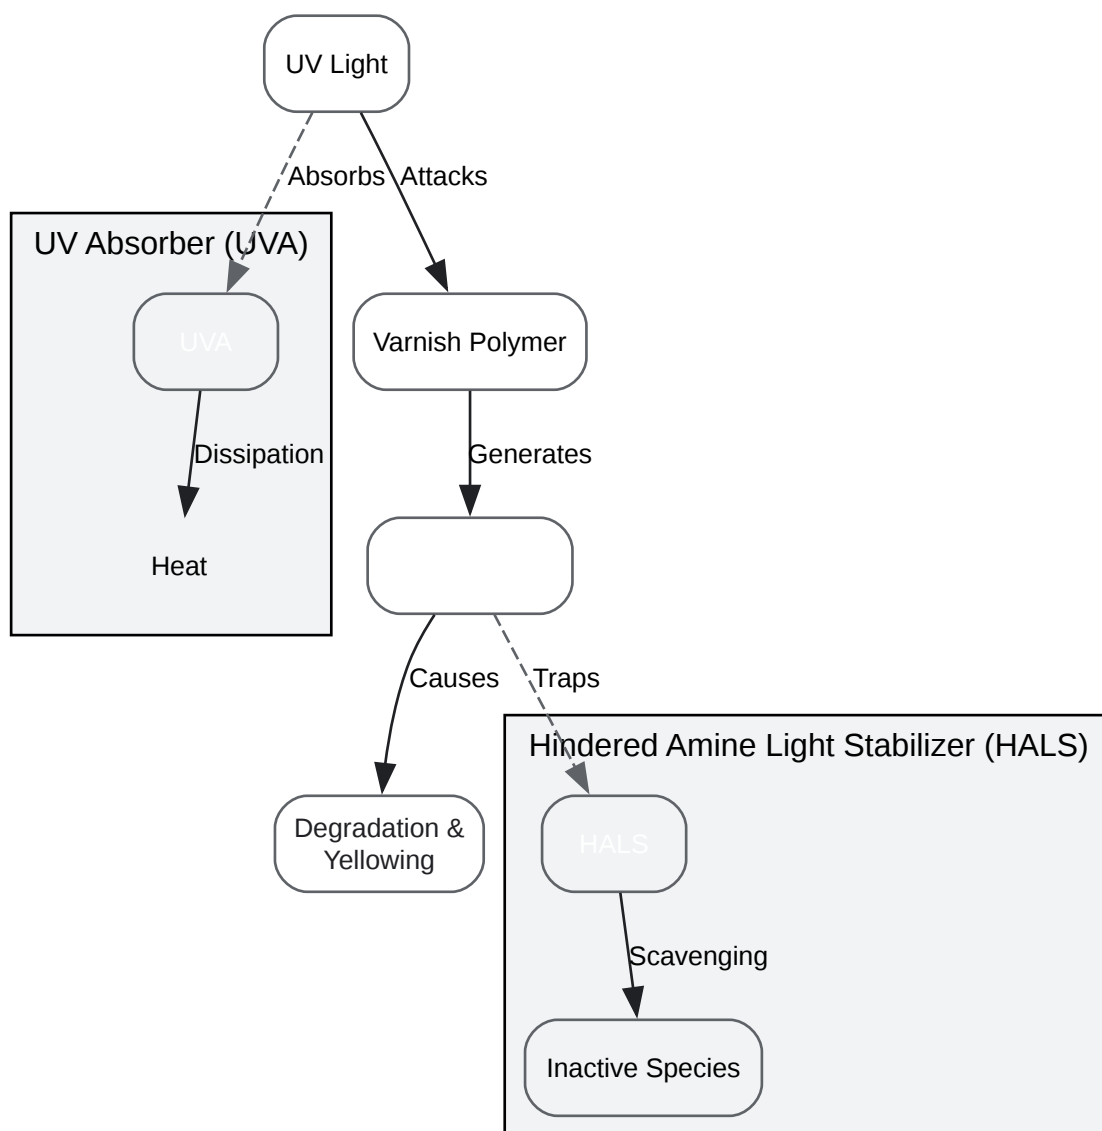 UV Light
Absorbs
Attacks
UV Absorber (UVA)
UVA
Varnish Polymer
Dissipation
Generates
Heat
Causes
Traps
Hindered Amine Light Stabilizer (HALS)
Degradation &
Yellowing
HALS
Scavenging
Inactive Species